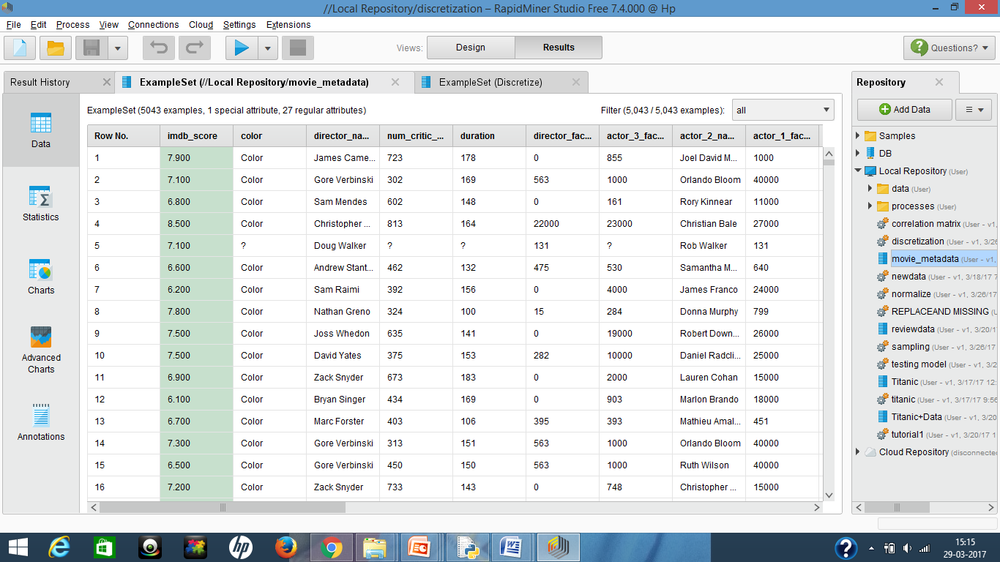 //Local Repository/discretization – RapidMiner Studio Free 7.4.000 @ Hp
File Edit Process View Connections Cloud Settings Extensions
Views: Design Results Questions?
Result History ExampleSet (//Local Repository/movie_metadata) ExampleSet (Discretize) Repository
ExampleSet (5043 examples, 1 special attribute, 27 regular attributes) Filter (5,043 / 5,043 examples): all
Add Data
Data
Statistics
Charts
Advanced
Charts
Annotations
Row No. imdb_score color director_na... num_critic_... duration director_fac... actor_3_fac... actor_2_na... actor_1_fac...
1 7.900 Color James Came... 723 178 0 855 Joel David M... 1000
2 7.100 Color Gore Verbinski 302 169 563 1000 Orlando Bloom 40000
3 6.800 Color Sam Mendes 602 148 0 161 Rory Kinnear 11000
4 8.500 Color Christopher ... 813 164 22000 23000 Christian Bale 27000
5 7.100 ? Doug Walker ? ? 131 ? Rob Walker 131
6 6.600 Color Andrew Stant... 462 132 475 530 Samantha M... 640
7 6.200 Color Sam Raimi 392 156 0 4000 James Franco 24000
8 7.800 Color Nathan Greno 324 100 15 284 Donna Murphy 799
9 7.500 Color Joss Whedon 635 141 0 19000 Robert Down... 26000
10 7.500 Color David Yates 375 153 282 10000 Daniel Radcli... 25000
11 6.900 Color Zack Snyder 673 183 0 2000 Lauren Cohan 15000
12 6.100 Color Bryan Singer 434 169 0 903 Marlon Brando 18000
13 6.700 Color Marc Forster 403 106 395 393 Mathieu Amal... 451
14 7.300 Color Gore Verbinski 313 151 563 1000 Orlando Bloom 40000
15 6.500 Color Gore Verbinski 450 150 563 1000 Ruth Wilson 40000
16 7.200 Color Zack Snyder 733 143 0 748 Christopher ... 15000
Samples
DB
Local Repository (User)
data (User)
processes (User)
correlation matrix (User - v1,
discretization (User - v1, 3/26
movie_metadata (User - v1,
newdata (User - v1, 3/18/17 7
normalize (User - v1, 3/26/17
REPLACEAND MISSING (U
reviewdata (User - v1, 3/20/1
sampling (User - v1, 3/26/17
testing model (User - v1, 3/2
Titanic (User - v1, 3/17/17 12:
titanic (User - v1, 3/17/17 9:56
Titanic+Data (User - v1, 3/20
tutorial1 (User - v1, 3/20/17 1
Cloud Repository (disconnected
15:15
29-03-2017